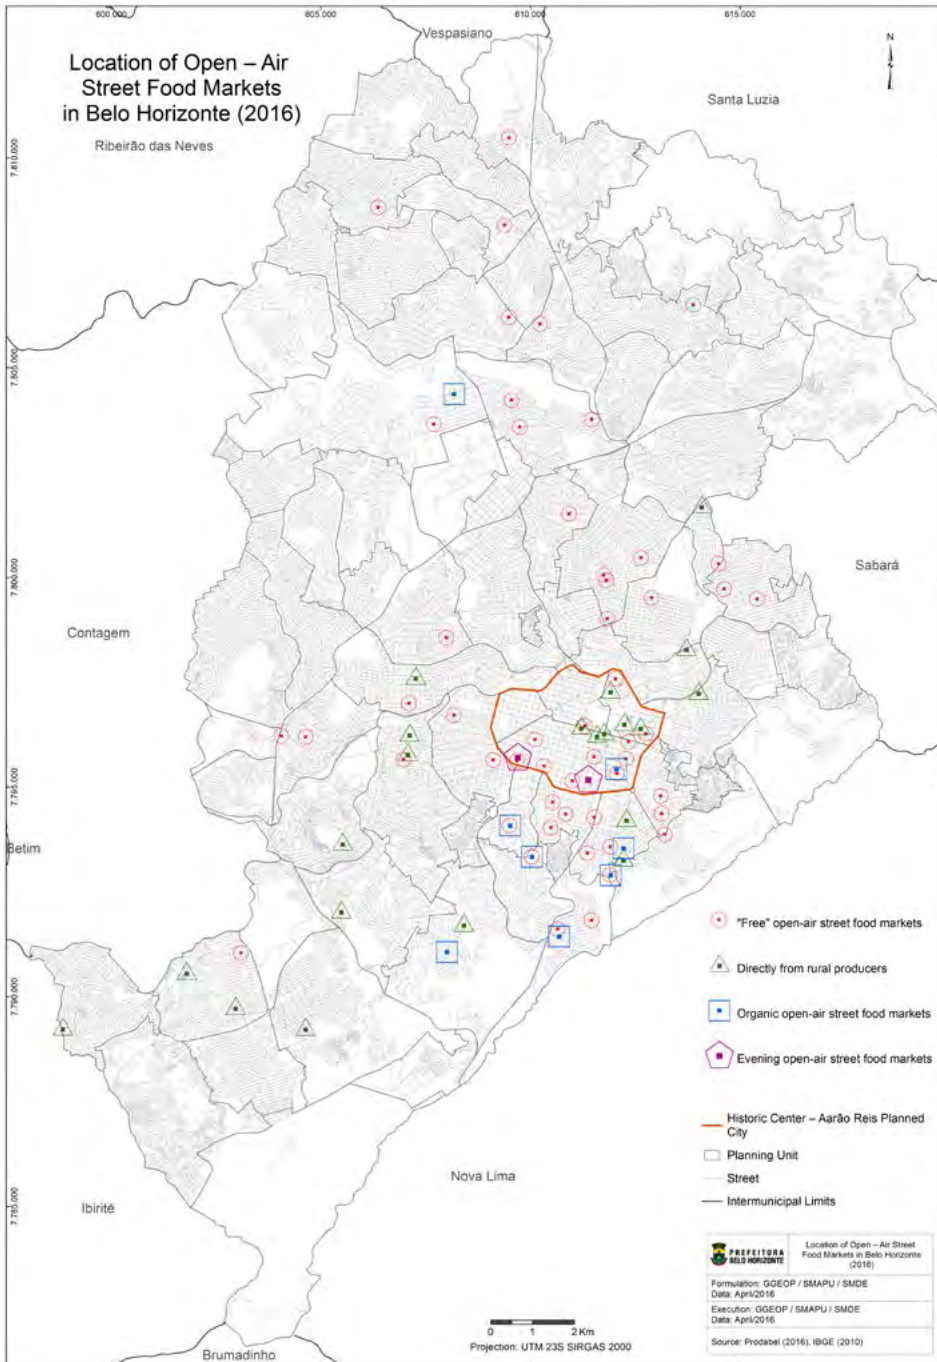 600.000
605.000
610.000
615.000
Vespasiano
N
Location of Open – Air
Street Food Markets
in Belo Horizonte (2016)
Santa Luzia
Ribeirão das Neves
7.810.000
7.805.000
7.800.000
Sabará
Contagem
7.795.000
Betim
"Free" open-air street food markets
Directly from rural producers
7.790.000
Organic open-air street food markets
Evening open-air street food markets
Historic Center – Aarão Reis Planned
City
Planning Unit
Nova Lima
Street
Intermunicipal Limits
Ibirité
7.785.000
PREFEITURA
BELO HORIZONTE
Location of Open – Air Street
Food Markets in Belo Horizonte
(2016)
Formulation: GGEOP / SMAPU / SMDE
Data: April/2016
Execution: GGEOP / SMAPU / SMDE
Data: April/2016
Source: Prodabel (2016), IBGE (2010)
0 1 2 Km
Projection: UTM 23S SIRGAS 2000
Brumadinho